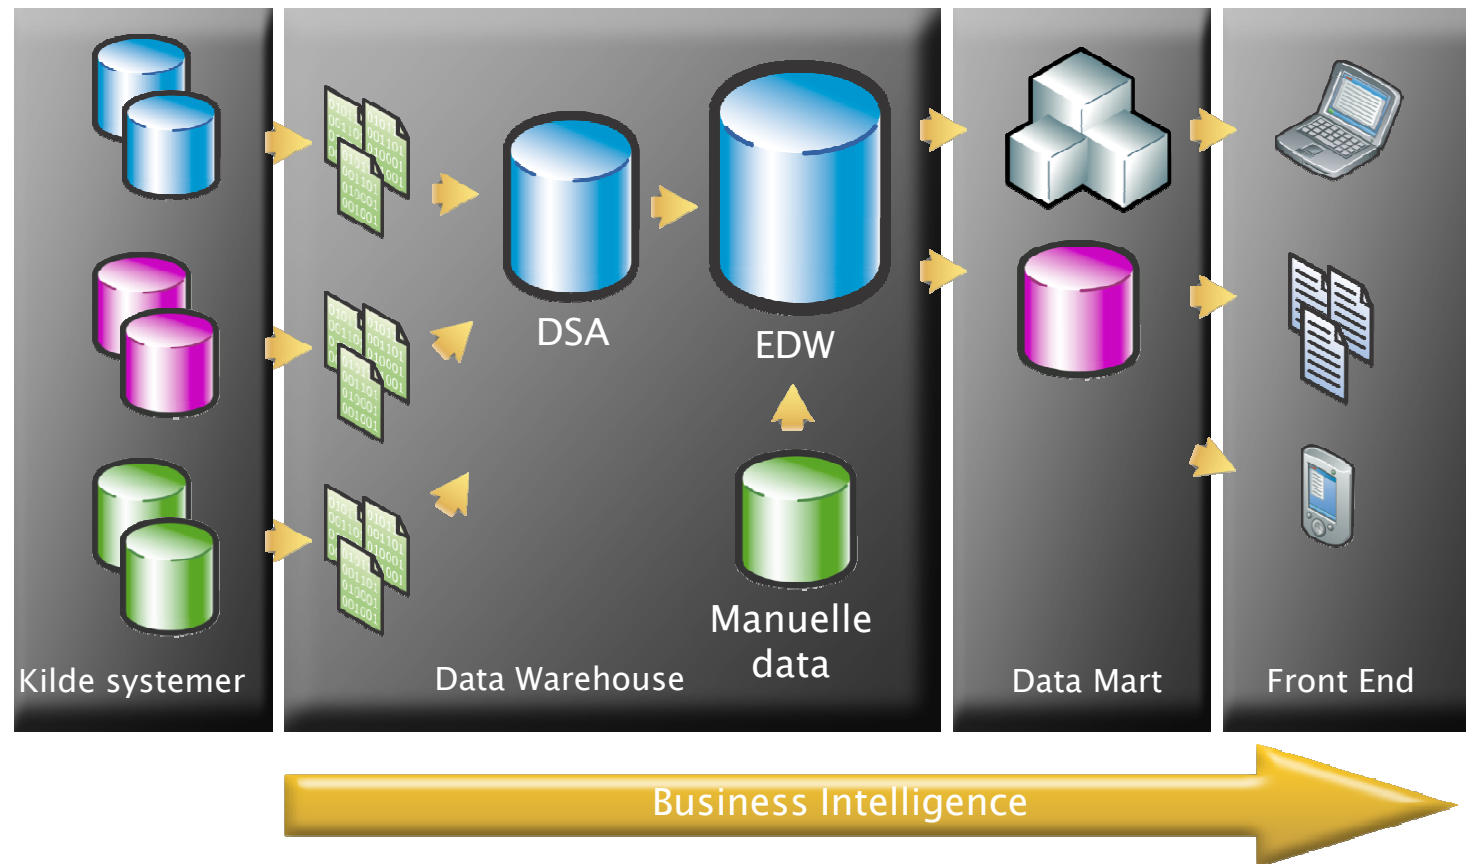 DSA
EDW
Manuelle
data
Kilde systemer
Data Warehouse
Data Mart
Front End
Business Intelligence